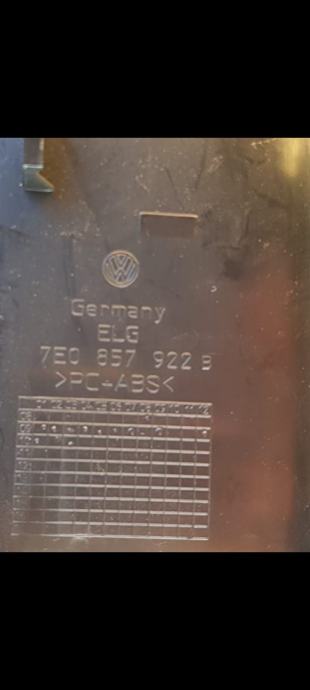 Germany
ELG
7E0 857 922 B
>PC-ABS<